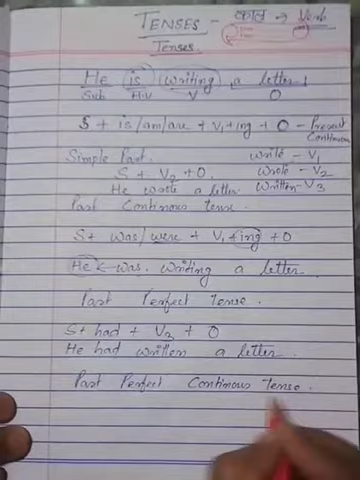 TENSES - काल → Verb
Tenses
He is writing a letter.
Sub H.V V O
S + is/am/are + V1+ing + O - Present Continuous
Simple Past. write - V1
S + V2 + O. wrote - V2
He wrote a letter. written - V3
Past Continous tense.
S + was/were + V1+ing + O
He was writing a letter.
Past Perfect Tense.
S + had + V3 + O
He had written a letter.
Past Perfect Continous Tense.